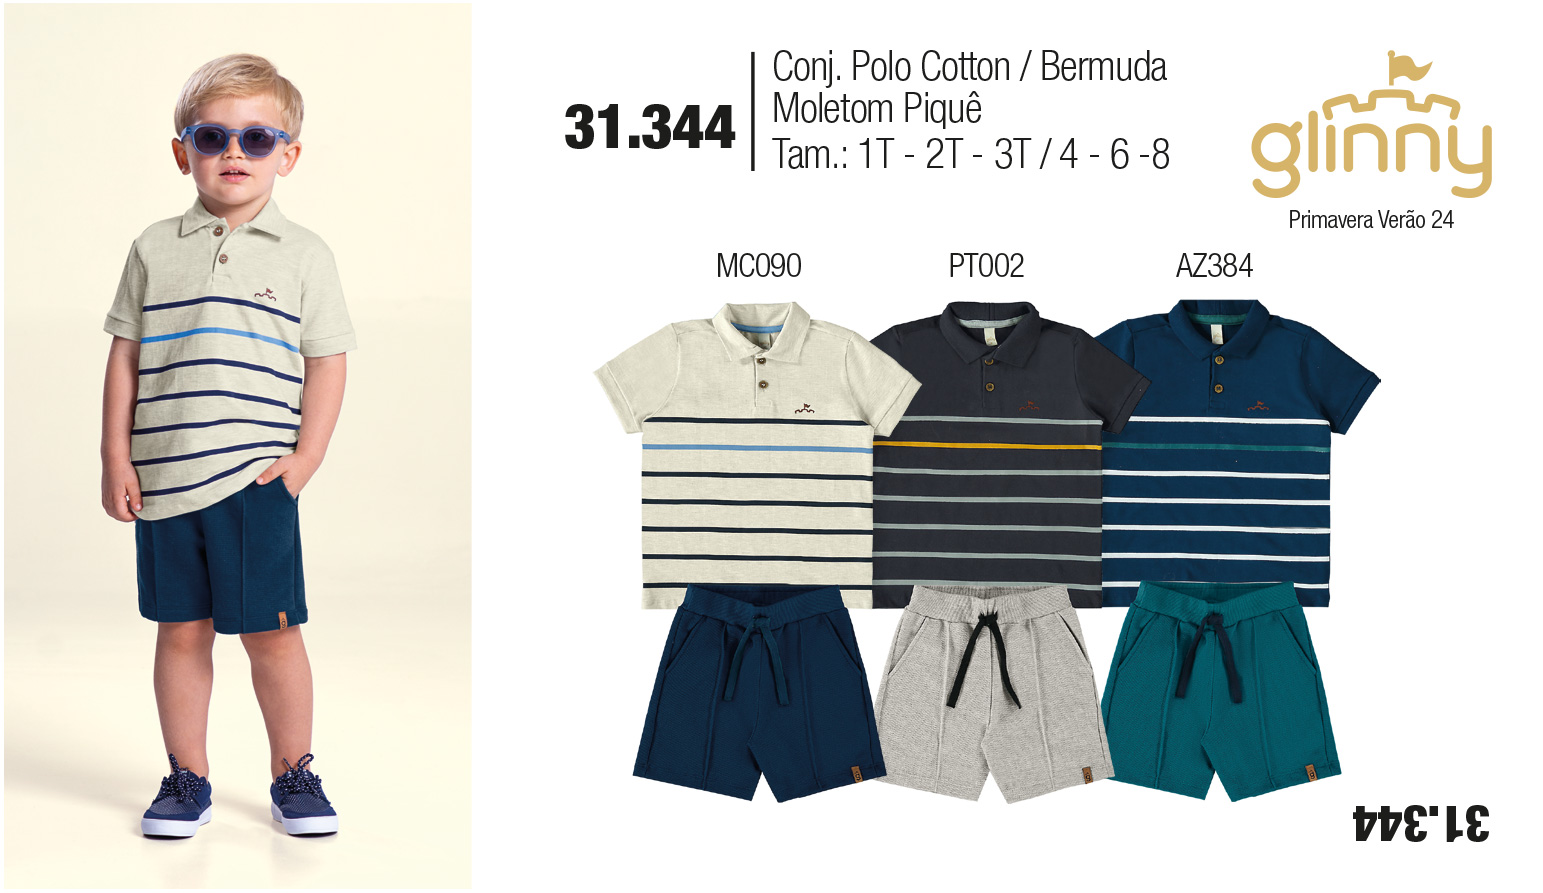 31.344
Conj. Polo Cotton / Bermuda
Moletom Piquê
Tam.: 1T - 2T - 3T / 4 - 6 -8
glinny
Primavera Verão 24
MC090
PT002
AZ384
31.344